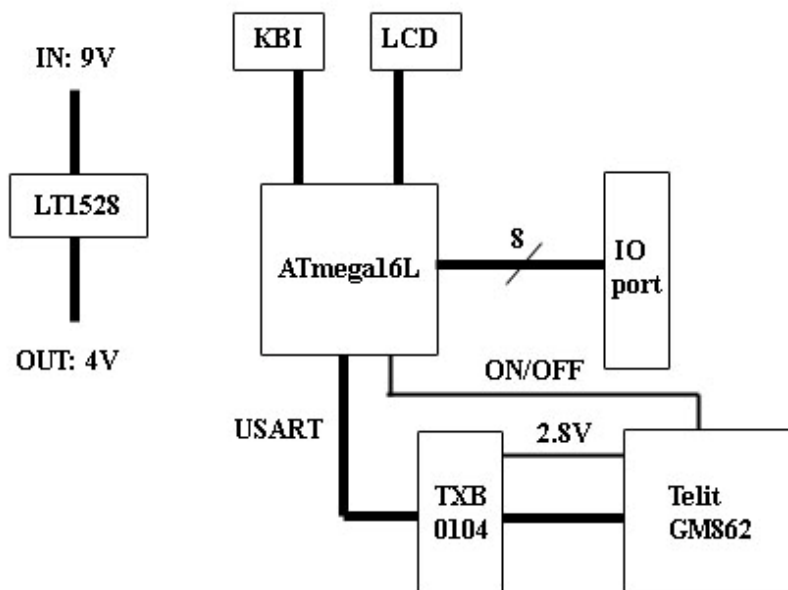 KBI
LCD
IN: 9V
LT1528
OUT: 4V
ATmega16L
8
IO
port
ON/OFF
USART
2.8V
TXB
0104
Telit
GM862